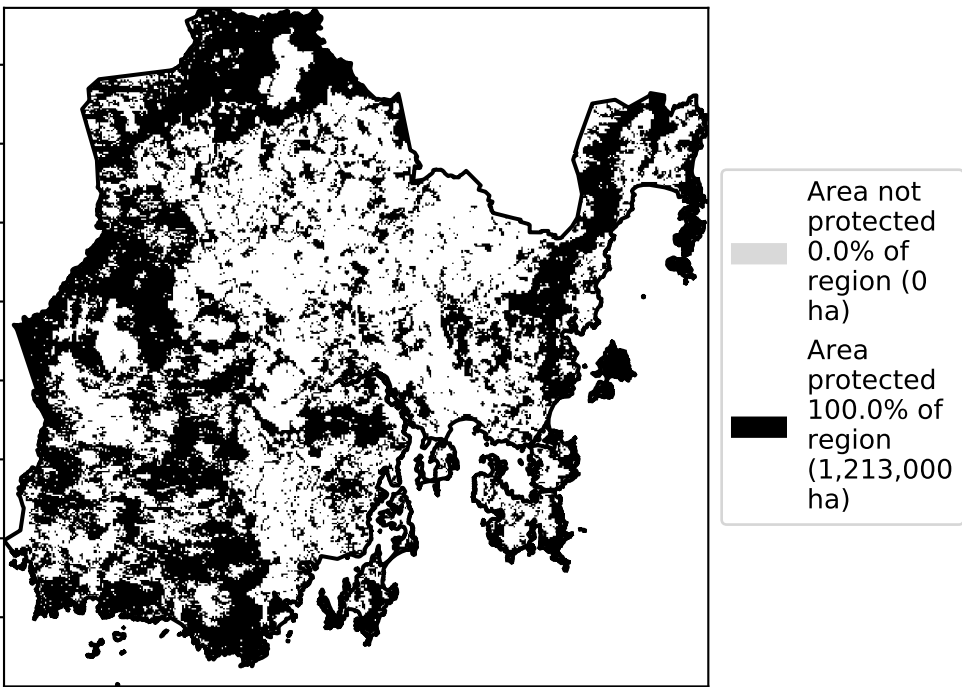 Area not
protected
0.0% of
region (0
ha)
Area
protected
100.0% of
region
(1,213,000
ha)